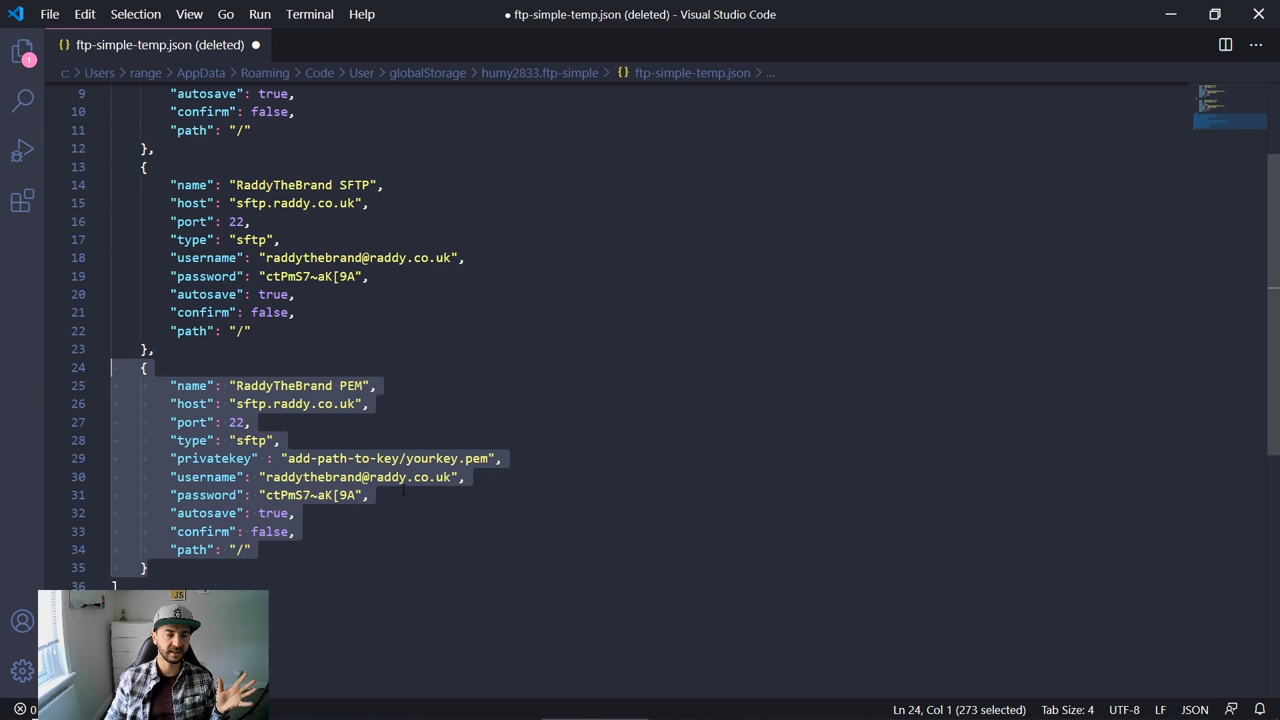 File Edit Selection View Go Run Terminal Help
● ftp-simple-temp.json (deleted) - Visual Studio Code
{} ftp-simple-temp.json (deleted) ●
c: > Users > range > AppData > Roaming > Code > User > globalStorage > humy2833.ftp-simple > {} ftp-simple-temp.json > ...
1
9 "autosave": true,
10 "confirm": false,
11 "path": "/"
12 },
13 {
14 "name": "RaddyTheBrand SFTP",
15 "host": "sftp.raddy.co.uk",
16 "port": 22,
17 "type": "sftp",
18 "username": "raddythebrand@raddy.co.uk",
19 "password": "ctPmS7~aK[9A",
20 "autosave": true,
21 "confirm": false,
22 "path": "/"
23 },
24 {
25 "name": "RaddyTheBrand PEM",
26 "host": "sftp.raddy.co.uk",
27 "port": 22,
28 "type": "sftp",
29 "privatekey" : "add-path-to-key/yourkey.pem",
30 "username": "raddythebrand@raddy.co.uk",
31 "password": "ctPmS7~aK[9A",
32 "autosave": true,
33 "confirm": false,
34 "path": "/"
35 }
36 ]
JS
0
Ln 24, Col 1 (273 selected) Tab Size: 4 UTF-8 LF JSON